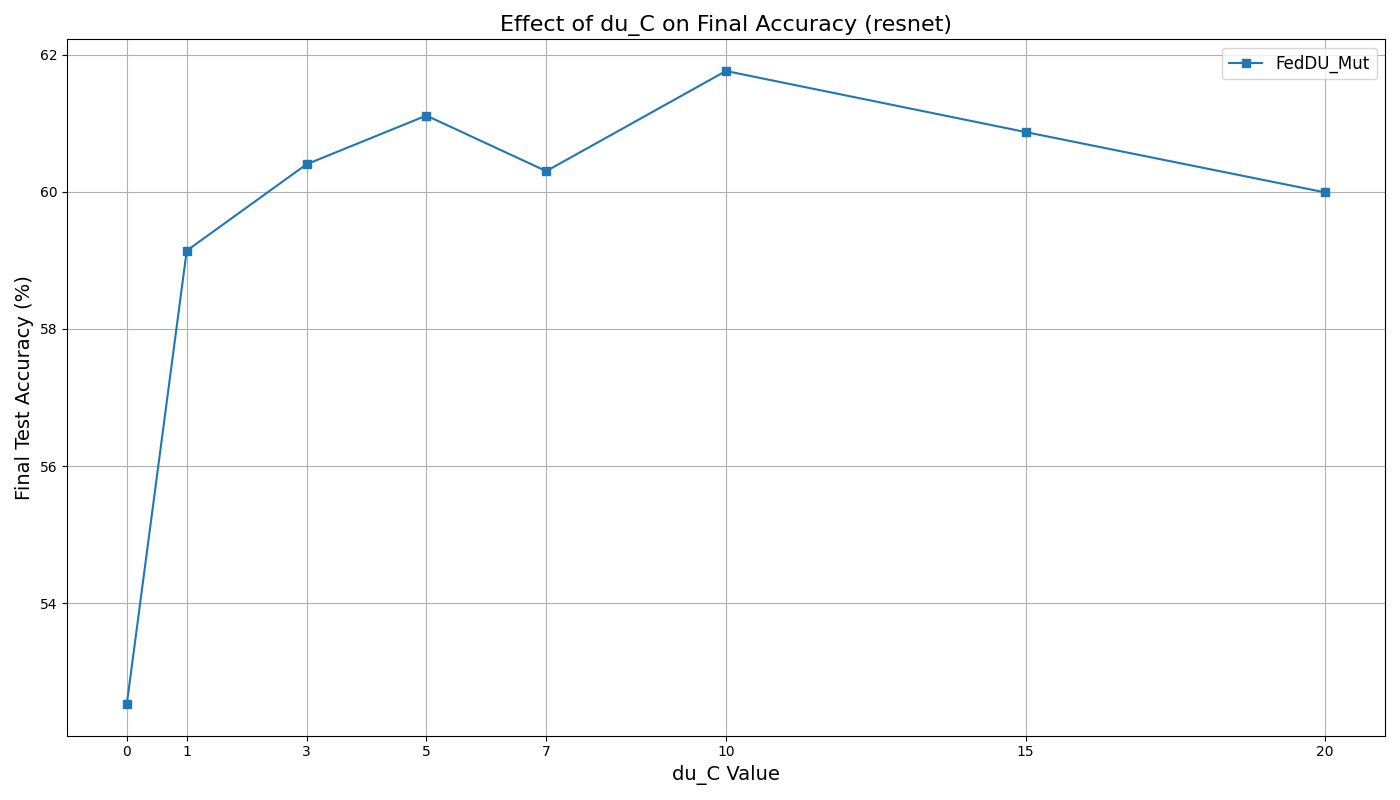 Effect of du_C on Final Accuracy (resnet)
FedDU_Mut
Final Test Accuracy (%)
62
60
58
56
54
0 1 3 5 7 10 15 20
du_C Value